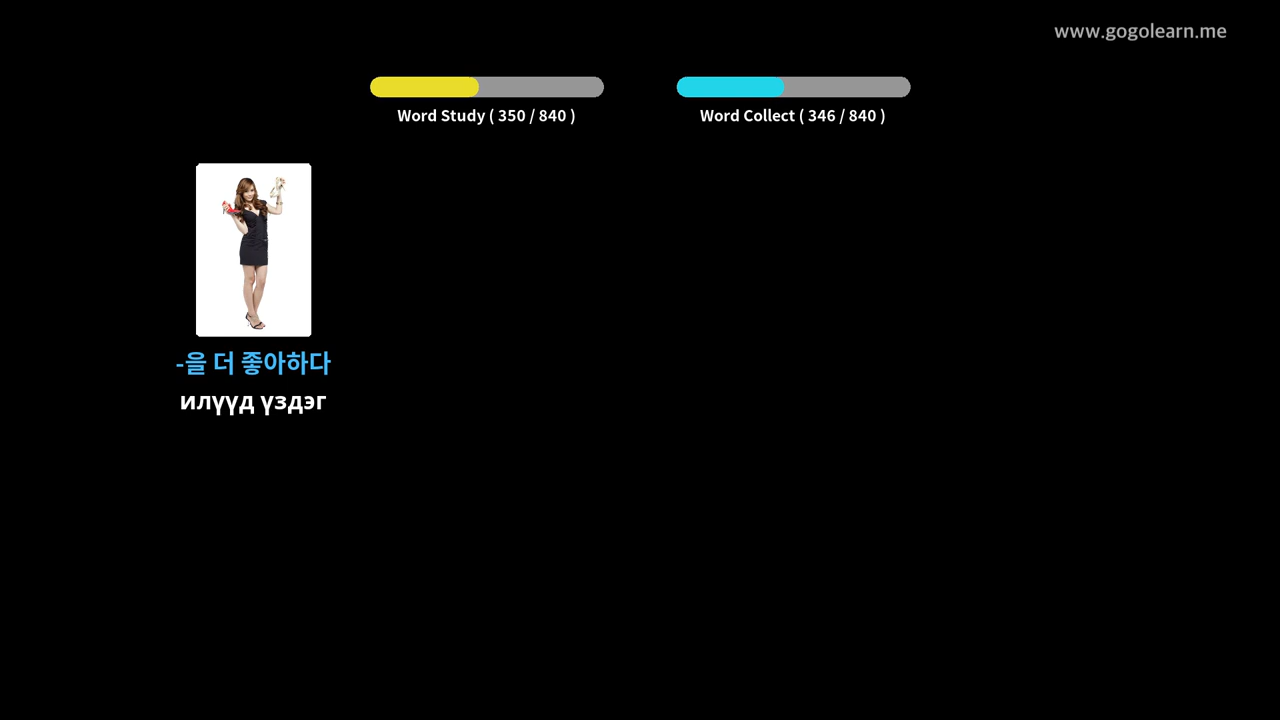 www.gogolearn.me
Word Study ( 350 / 840 )
Word Collect ( 346 / 840 )
-을 더 좋아하다
илүүд үздэг